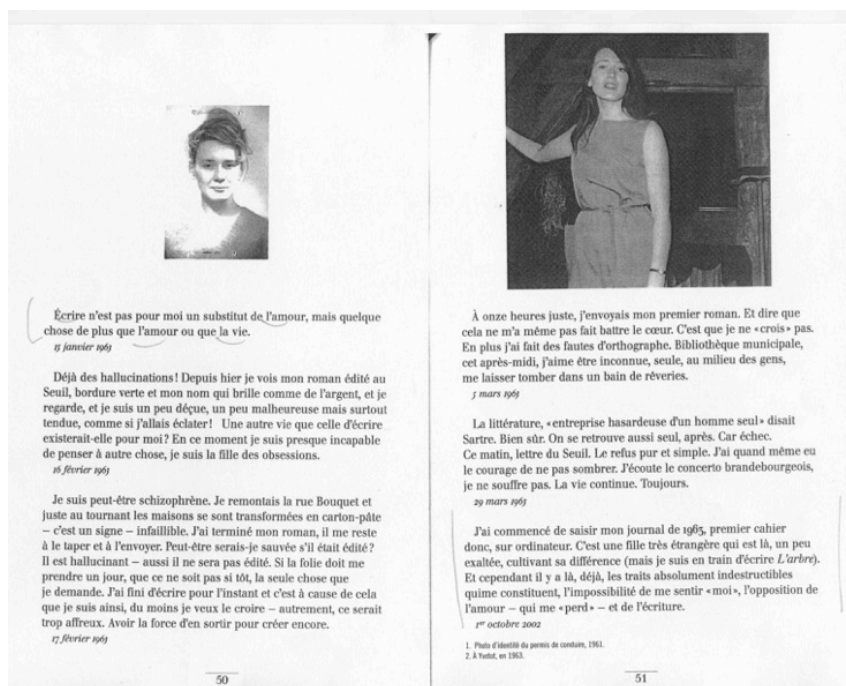 Écrire n'est pas pour moi un substitut de l'amour, mais quelque
chose de plus que l'amour ou que la vie.
15 janvier 1963
Déjà des hallucinations! Depuis hier je vois mon roman édité au
Seuil, bordure verte et mon nom qui brille comme de l'argent, et je
regarde, et je suis un peu déçue, un peu malheureuse mais surtout
tendue, comme si j'allais éclater! Une autre vie que celle d'écrire
existerait-elle pour moi? En ce moment je suis presque incapable
de penser à autre chose, je suis la fille des obsessions.
16 février 1963
Je suis peut-être schizophrène. Je remontais la rue Bouquet et
juste au tournant les maisons se sont transformées en carton-pâte
– c'est un signe – infaillible. J'ai terminé mon roman, il me reste
à le taper et à l'envoyer. Peut-être serais-je sauvée s'il était édité?
Il est hallucinant – aussi il ne sera pas édité. Si la folie doit me
prendre un jour, que ce ne soit pas si tôt, la seule chose que
je demande. J'ai fini d'écrire pour l'instant et c'est à cause de cela
que je suis ainsi, du moins je veux le croire – autrement, ce serait
trop affreux. Avoir la force d'en sortir pour créer encore.
17 février 1963
50
À onze heures juste, j'envoyais mon premier roman. Et dire que
cela ne m'a même pas fait battre le cœur. C'est que je ne «crois» pas.
En plus j'ai fait des fautes d'orthographe. Bibliothèque municipale,
cet après-midi, j'aime être inconnue, seule, au milieu des gens,
me laisser tomber dans un bain de rêveries.
5 mars 1963
La littérature, «entreprise hasardeuse d'un homme seul» disait
Sartre. Bien sûr. On se retrouve aussi seul, après. Car échec.
Ce matin, lettre du Seuil. Le refus pur et simple. J'ai quand même eu
le courage de ne pas sombrer. J'écoute le concerto brandebourgeois,
je ne souffre pas. La vie continue. Toujours.
29 mars 1963
J'ai commencé de saisir mon journal de 1963, premier cahier
donc, sur ordinateur. C'est une fille très étrangère qui est là, un peu
exaltée, cultivant sa différence (mais je suis en train d'écrire L'arbre).
Et cependant il y a là, déjà, les traits absolument indestructibles
quime constituent, l'impossibilité de me sentir «moi», l'opposition de
l'amour – qui me «perd» – et de l'écriture.
1er octobre 2002
1. Photo d'identité du permis de conduire, 1961.
2. À Yvetot, en 1963.
51